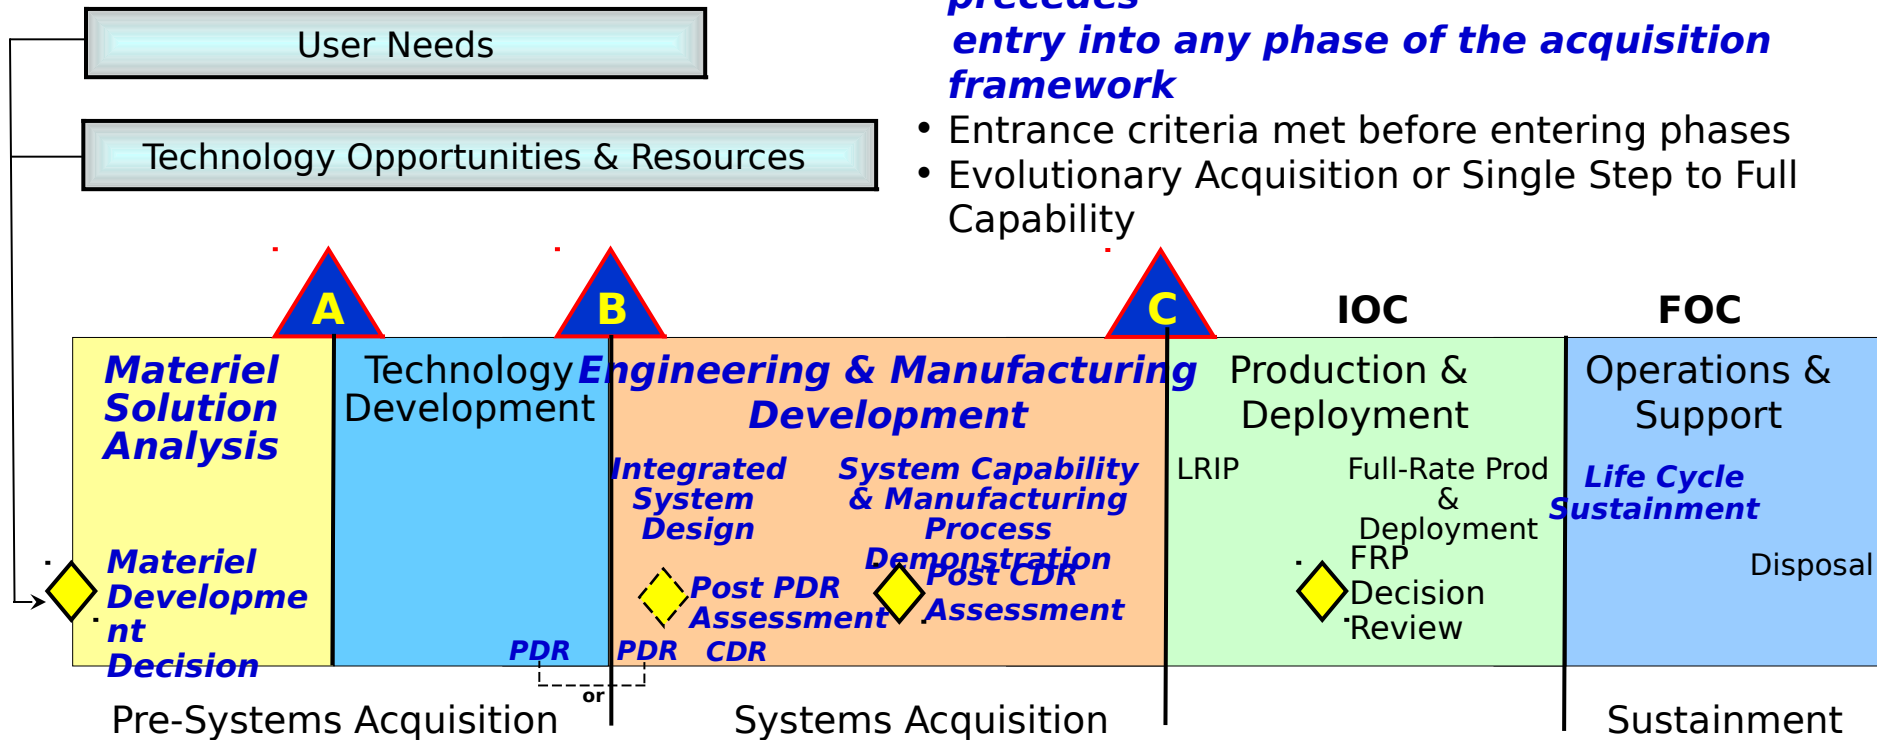 precedes
entry into any phase of the acquisition
framework
• Entrance criteria met before entering phases
• Evolutionary Acquisition or Single Step to Full
Capability
User Needs
Technology Opportunities & Resources
A
B
C
IOC
FOC
Materiel
Solution
Analysis
Technology
Development
Engineering & Manufacturing
Development
Production &
Deployment
Operations &
Support
Integrated
System
Design
System Capability
& Manufacturing
Process
Demonstration
LRIP
Full-Rate Prod
&
Deployment
Life Cycle
Sustainment
Disposal
Materiel
Developme
nt
Decision
Post PDR
Assessment
Post CDR
Assessment
FRP
Decision
Review
PDR
PDR
CDR
or
Pre-Systems Acquisition
Systems Acquisition
Sustainment